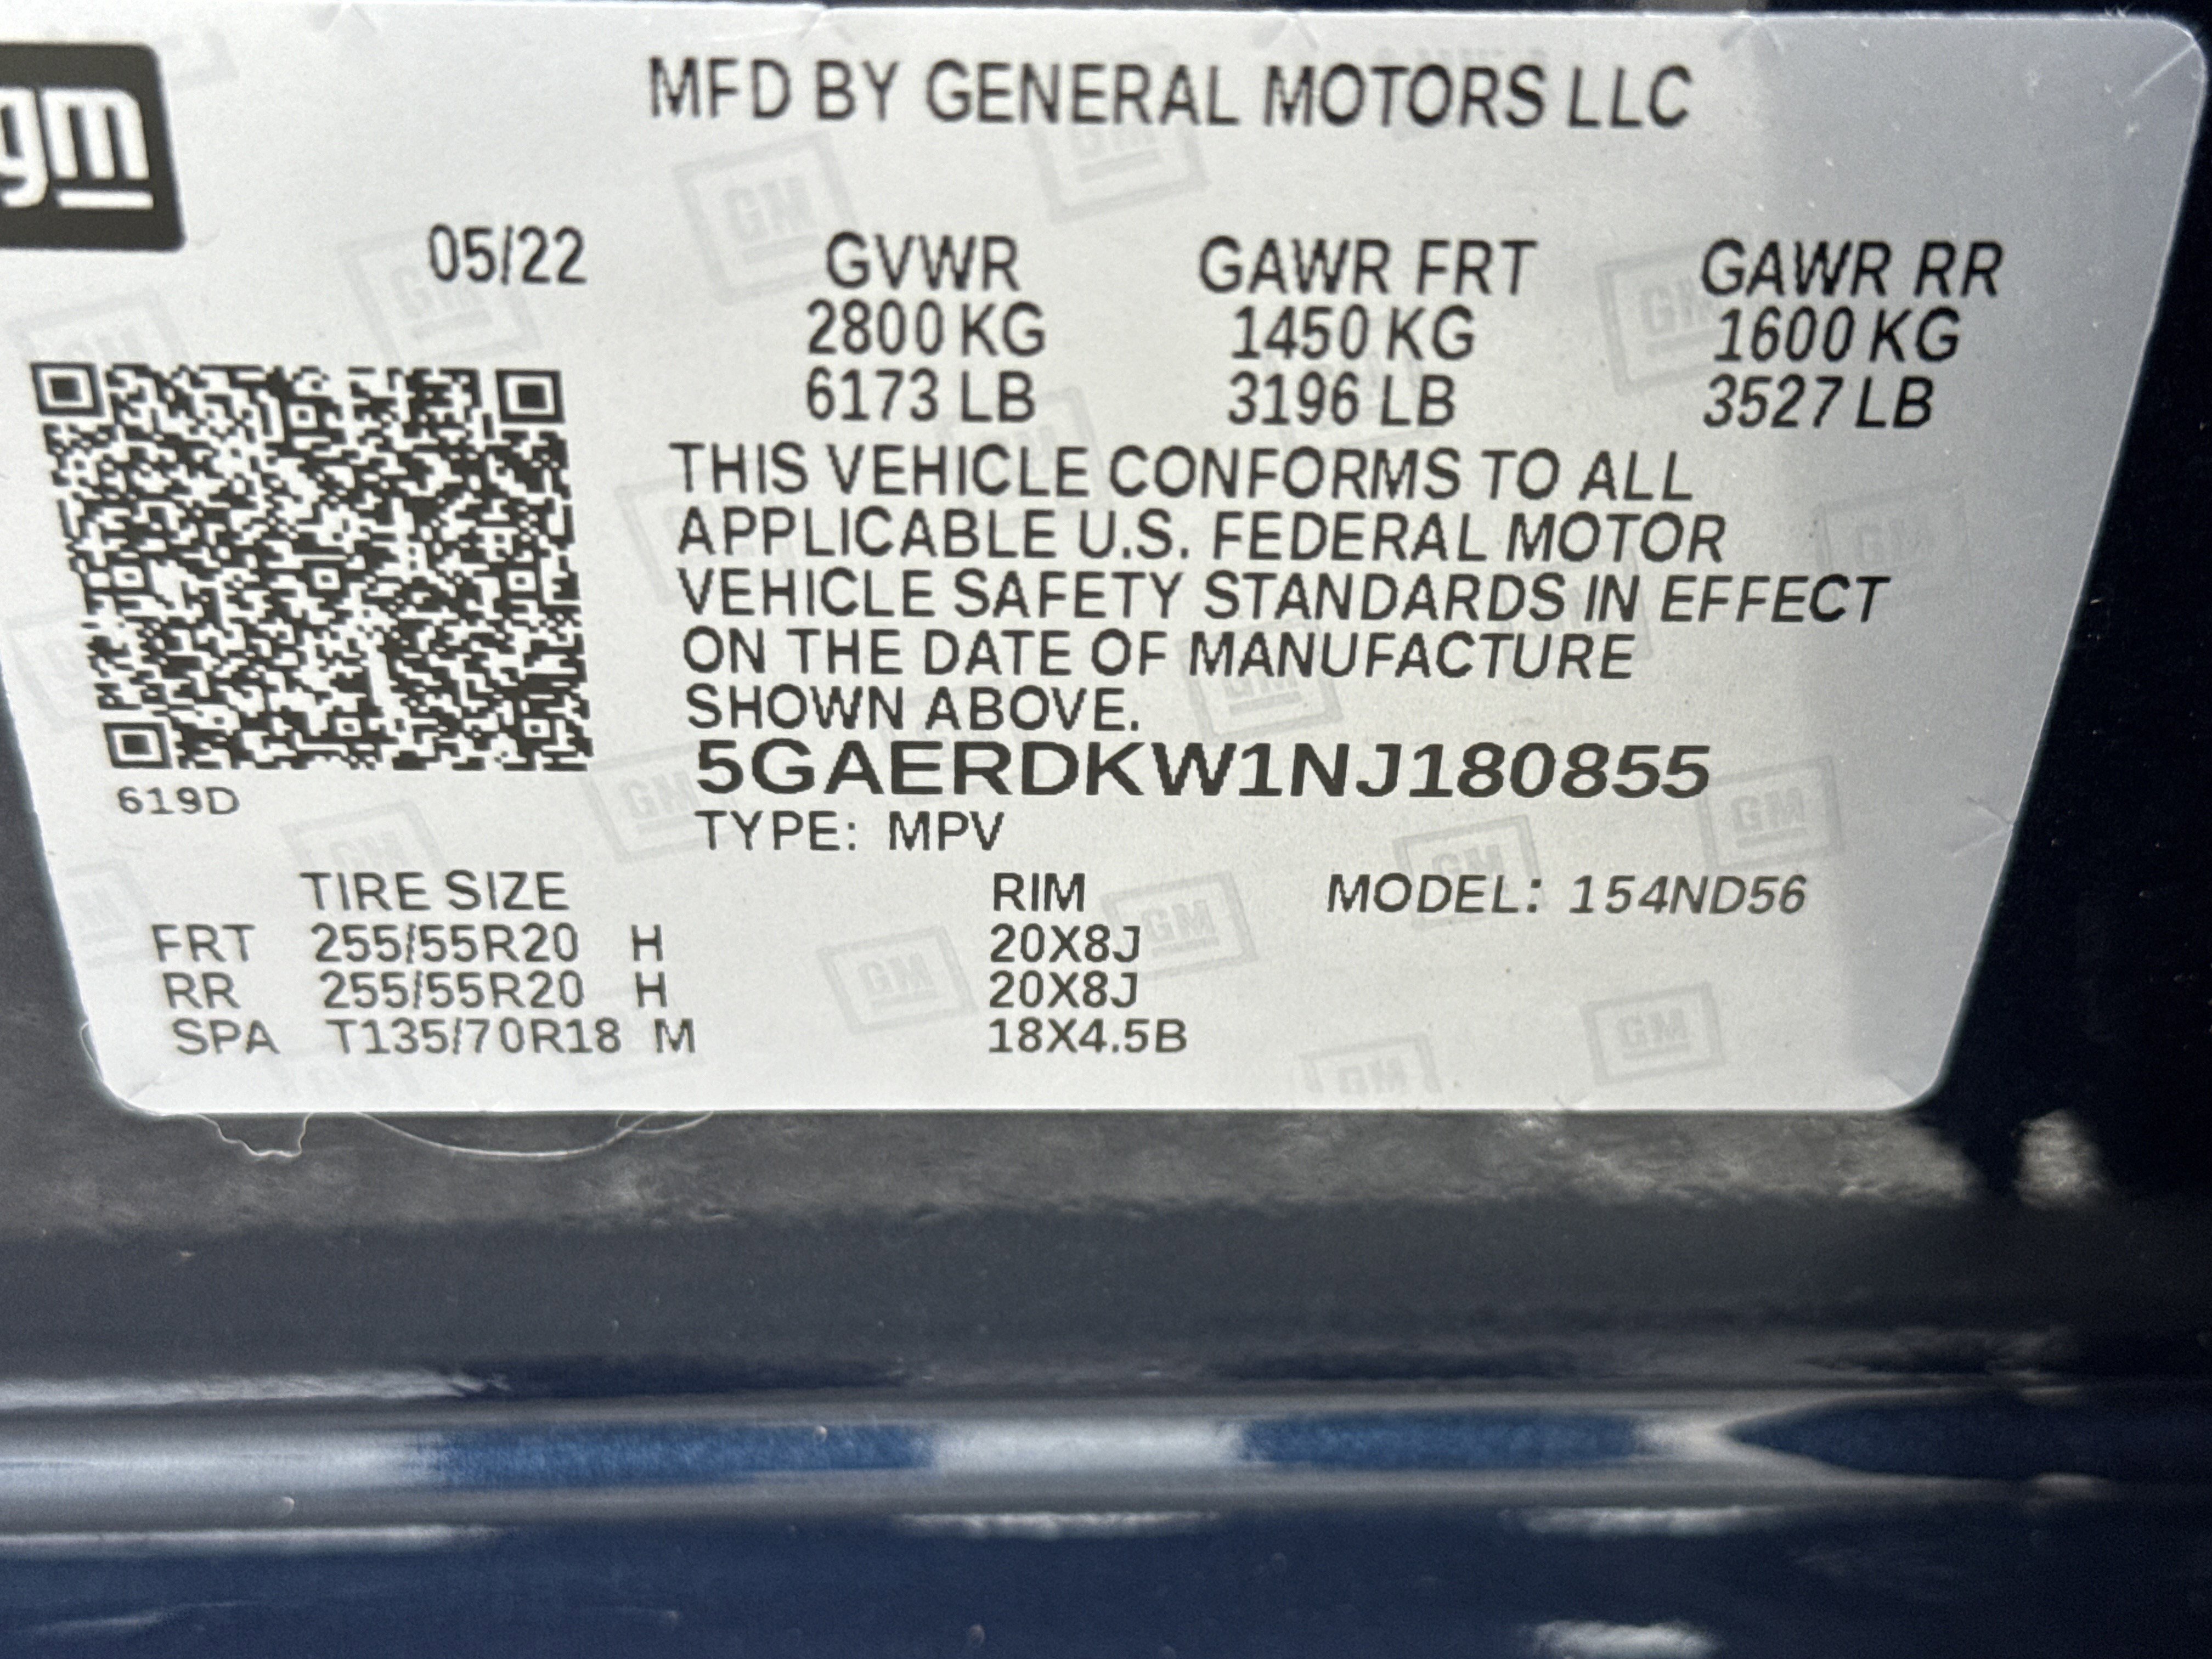 gm
MFD BY GENERAL MOTORS LLC
05/22 GVWR GAWR FRT GAWR RR
2800 KG 1450 KG 1600 KG
6173 LB 3196 LB 3527 LB
THIS VEHICLE CONFORMS TO ALL
APPLICABLE U.S. FEDERAL MOTOR
VEHICLE SAFETY STANDARDS IN EFFECT
ON THE DATE OF MANUFACTURE
SHOWN ABOVE.
5GAERDKW1NJ180855
619D
TYPE: MPV
TIRE SIZE RIM MODEL: 154ND56
FRT 255/55R20 H 20X8J
RR 255/55R20 H 20X8J
SPA T135/70R18 M 18X4.5B